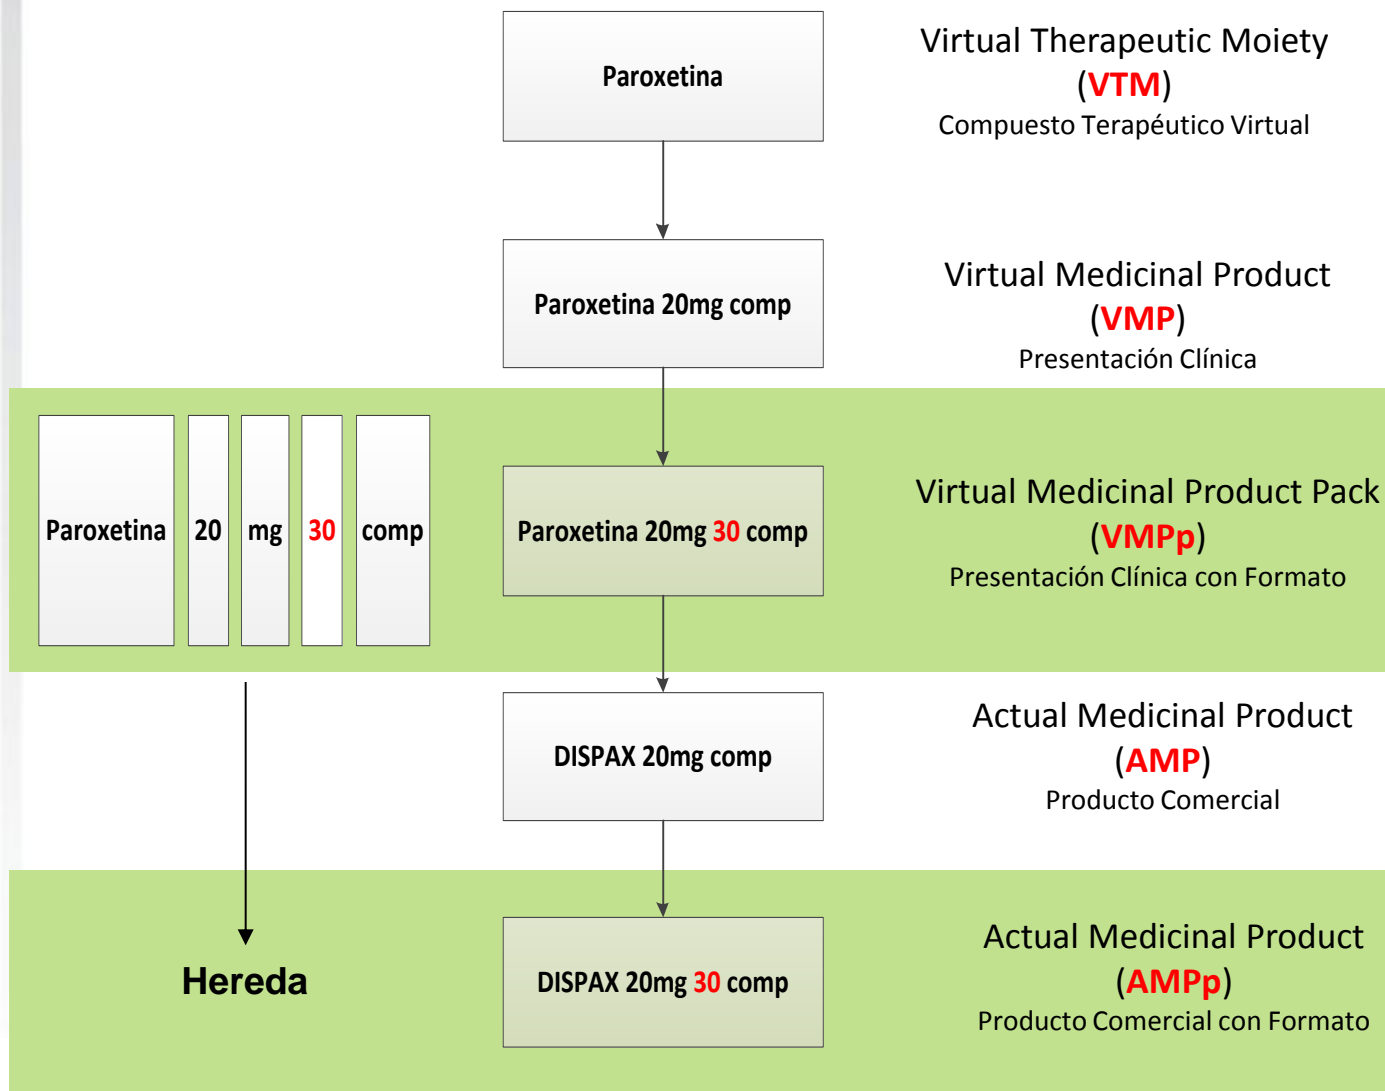 Paroxetina
Virtual Therapeutic Moiety
(VTM)
Compuesto Terapéutico Virtual
Paroxetina 20mg comp
Virtual Medicinal Product
(VMP)
Presentación Clínica
Paroxetina
20
mg
30
comp
Paroxetina 20mg 30 comp
Virtual Medicinal Product Pack
(VMPp)
Presentación Clínica con Formato
DISPAX 20mg comp
Actual Medicinal Product
(AMP)
Producto Comercial
Hereda
DISPAX 20mg 30 comp
Actual Medicinal Product
(AMPp)
Producto Comercial con Formato